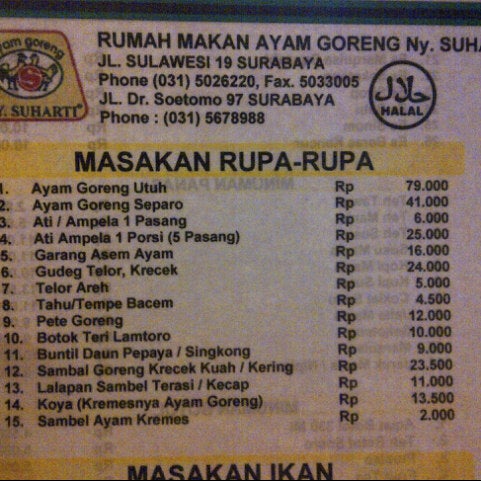 ayam goreng
Y. SUHARTI
RUMAH MAKAN AYAM GORENG Ny. SUHA
JL. SULAWESI 19 SURABAYA
Phone (031) 5026220, Fax. 5033005
JL. Dr. Soetomo 97 SURABAYA
Phone : (031) 5678988
حلال
HALAL
MASAKAN RUPA-RUPA
1. Ayam Goreng Utuh Rp 79.000
2. Ayam Goreng Separo Rp 41.000
3. Ati / Ampela 1 Pasang Rp 6.000
4. Ati Ampela 1 Porsi (5 Pasang) Rp 25.000
5. Garang Asem Ayam Rp 16.000
6. Gudeg Telor, Krecek Rp 24.000
7. Telor Areh Rp 5.000
8. Tahu/Tempe Bacem Rp 4.500
9. Pete Goreng Rp 12.000
10. Botok Teri Lamtoro Rp 10.000
11. Buntil Daun Pepaya / Singkong Rp 9.000
12. Sambal Goreng Krecek Kuah / Kering Rp 23.500
13. Lalapan Sambel Terasi / Kecap Rp 11.000
14. Koya (Kremesnya Ayam Goreng) Rp 13.500
15. Sambel Ayam Kremes Rp 2.000
MASAKAN IKAN